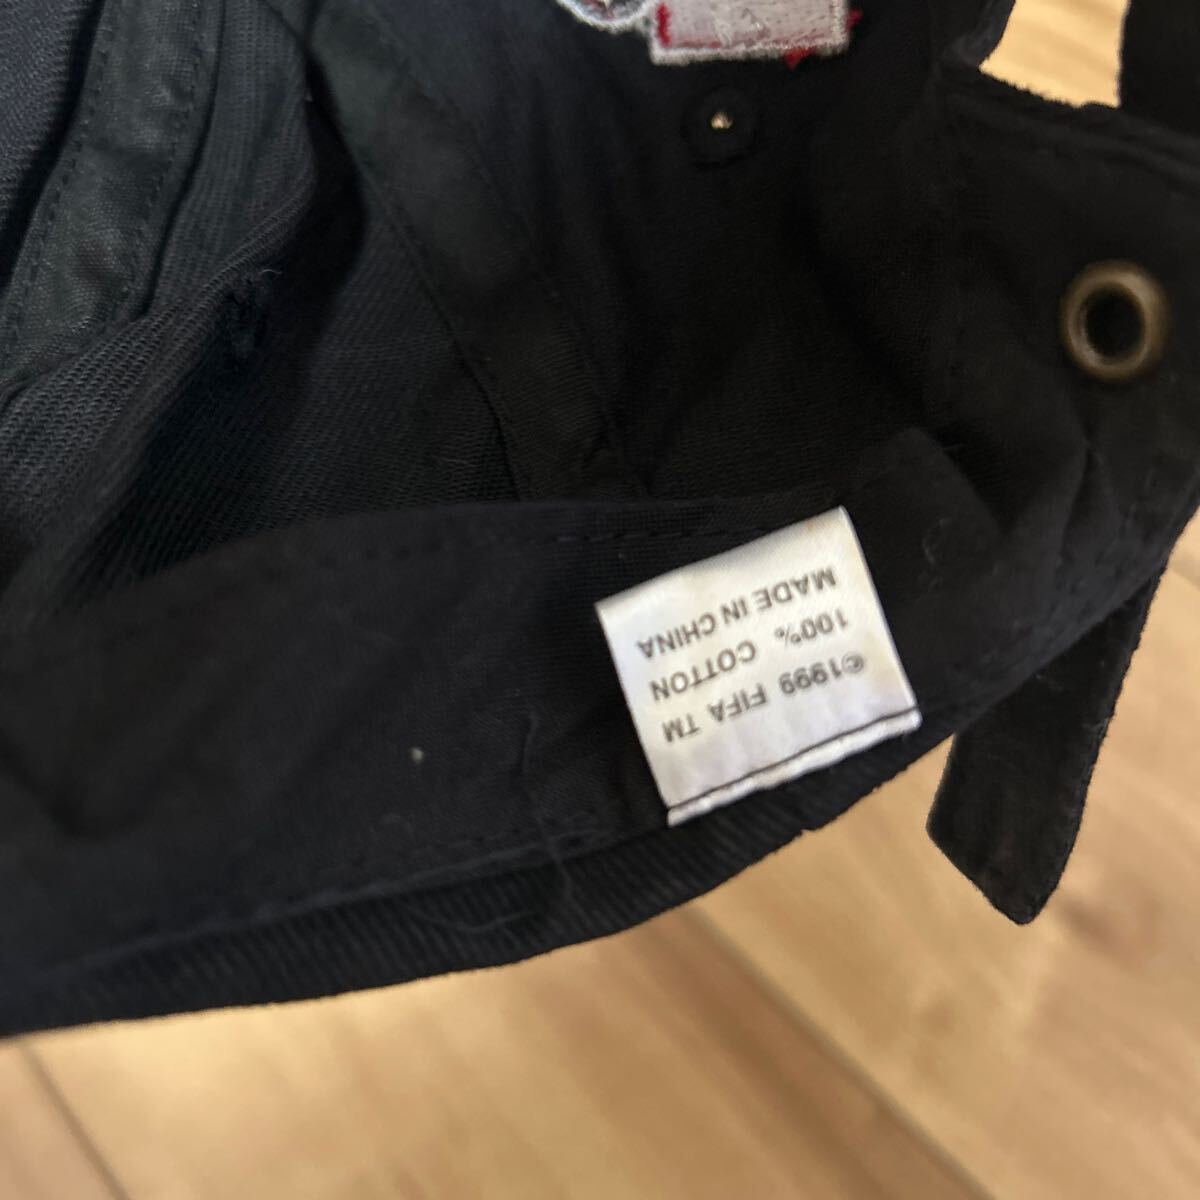 ©1999 FIFA TM
100% COTTON
MADE IN CHINA